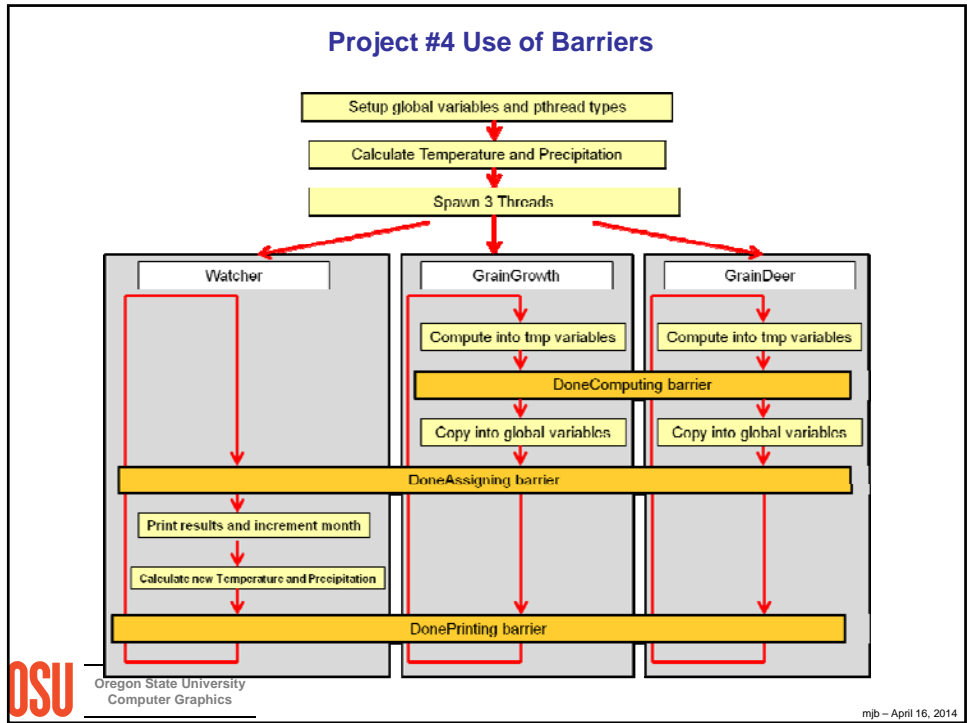 Project #4 Use of Barriers
Setup global variables and pthread types
Calculate Temperature and Precipitation
Spawn 3 Threads
Watcher
GrainGrowth
GrainDeer
Compute into tmp variables
Compute into tmp variables
DoneComputing barrier
Copy into global variables
Copy into global variables
DoneAssigning barrier
Print results and increment month
Calculate new Temperature and Precipitation
DonePrinting barrier
OSU
Oregon State University
Computer Graphics
mjb – April 16, 2014